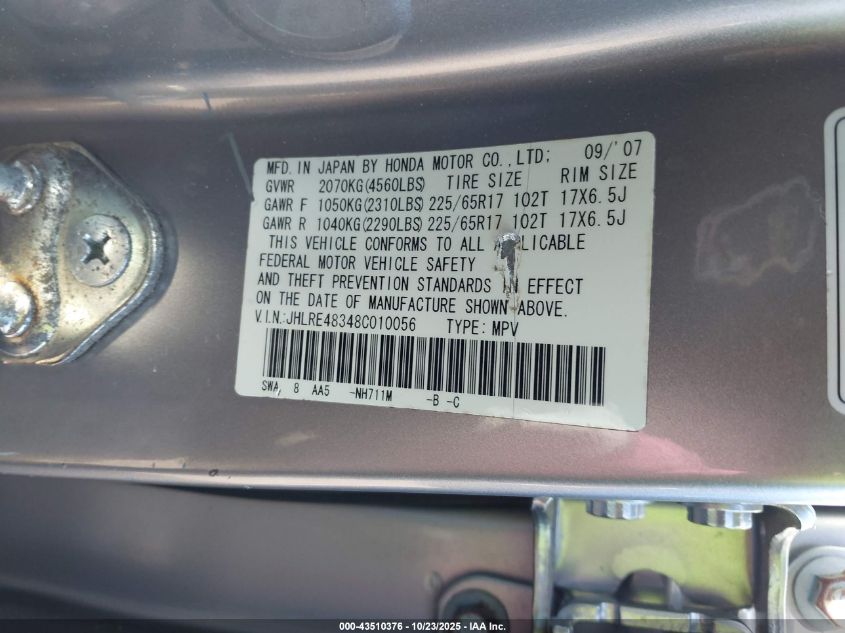 MFD. IN JAPAN BY HONDA MOTOR CO.,LTD; 09/'07
GVWR 2070KG(4560LBS) TIRE SIZE RIM SIZE
GAWR F 1050KG(2310LBS) 225/65R17 102T 17X6.5J
GAWR R 1040KG(2290LBS) 225/65R17 102T 17X6.5J
THIS VEHICLE CONFORMS TO ALL A LICABLE
FEDERAL MOTOR VEHICLE SAFETY
AND THEFT PREVENTION STANDARDS IN EFFECT
ON THE DATE OF MANUFACTURE SHOWN ABOVE.
V.I.N.:JHLRE48348C010056 TYPE: MPV
SWA, 8 AA5 -NH711M -B -C
000-43510376 - 10/23/2025 - IAA Inc.